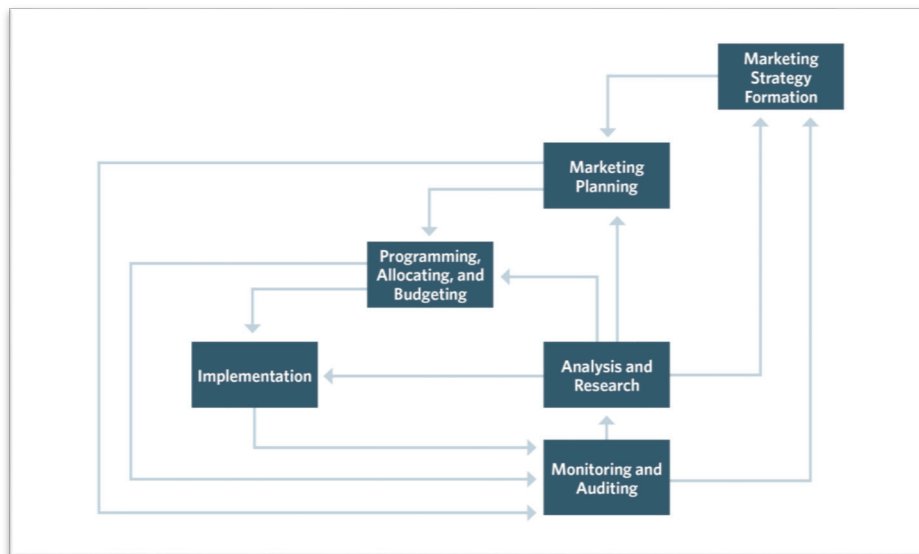 Marketing
Strategy
Formation
Marketing
Planning
Programming,
Allocating, and
Budgeting
Implementation
Analysis and
Research
Monitoring and
Auditing